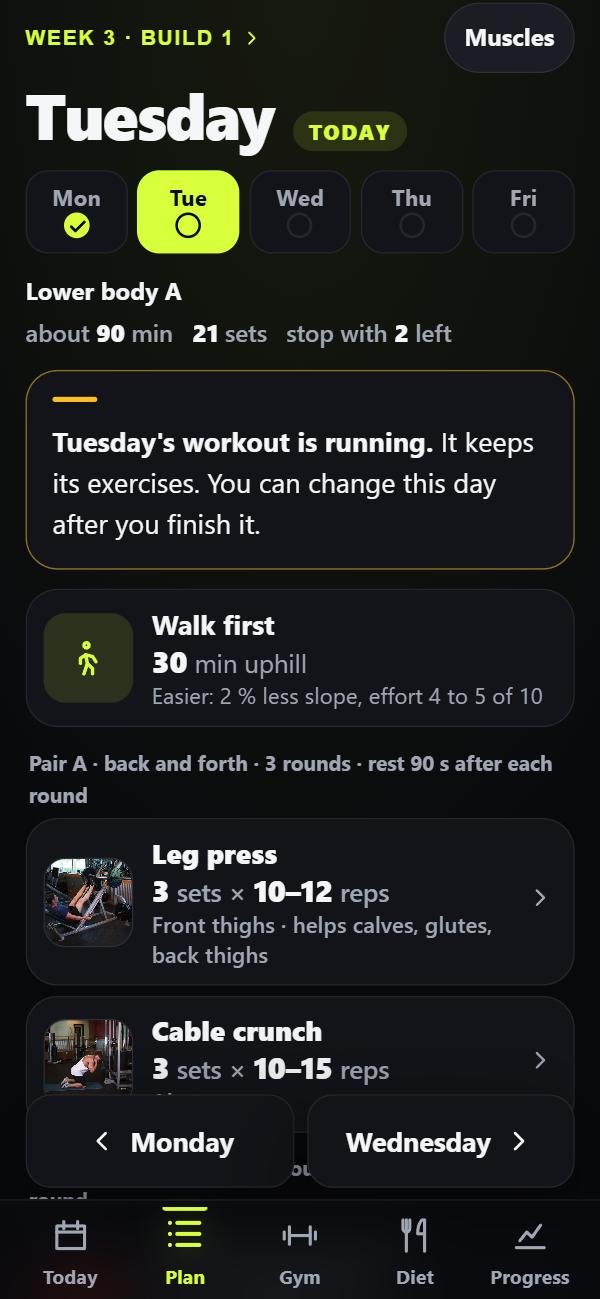 WEEK 3 · BUILD 1 >
Muscles
Tuesday TODAY
Mon Tue Wed Thu Fri
Lower body A
about 90 min 21 sets stop with 2 left
Tuesday's workout is running. It keeps
its exercises. You can change this day
after you finish it.
Walk first
30 min uphill
Easier: 2 % less slope, effort 4 to 5 of 10
Pair A · back and forth · 3 rounds · rest 90 s after each
round
Leg press
3 sets × 10–12 reps
Front thighs · helps calves, glutes,
back thighs
Cable crunch
3 sets × 10–15 reps
Monday Wednesday
round
Today Plan Gym Diet Progress